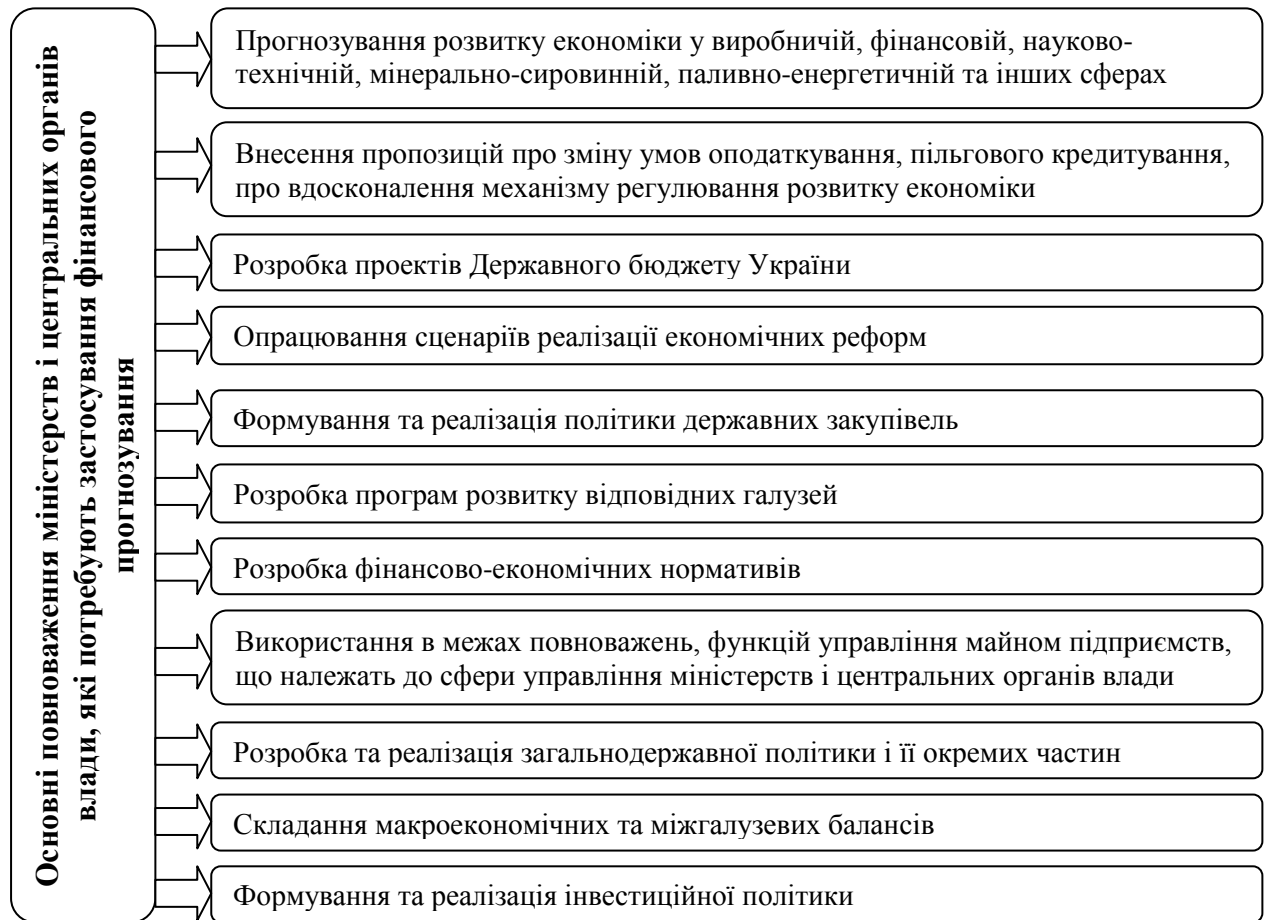 Основні повноваження міністерств і центральних органів
влади, які потребують застосування фінансового
прогнозування
Прогнозування розвитку економіки у виробничій, фінансовій, науково-
технічній, мінерально-сировинній, паливно-енергетичній та інших сферах
Внесення пропозицій про зміну умов оподаткування, пільгового кредитування,
про вдосконалення механізму регулювання розвитку економіки
Розробка проектів Державного бюджету України
Опрацювання сценаріїв реалізації економічних реформ
Формування та реалізація політики державних закупівель
Розробка програм розвитку відповідних галузей
Розробка фінансово-економічних нормативів
Використання в межах повноважень, функцій управління майном підприємств,
що належать до сфери управління міністерств і центральних органів влади
Розробка та реалізація загальнодержавної політики і її окремих частин
Складання макроекономічних та міжгалузевих балансів
Формування та реалізація інвестиційної політики